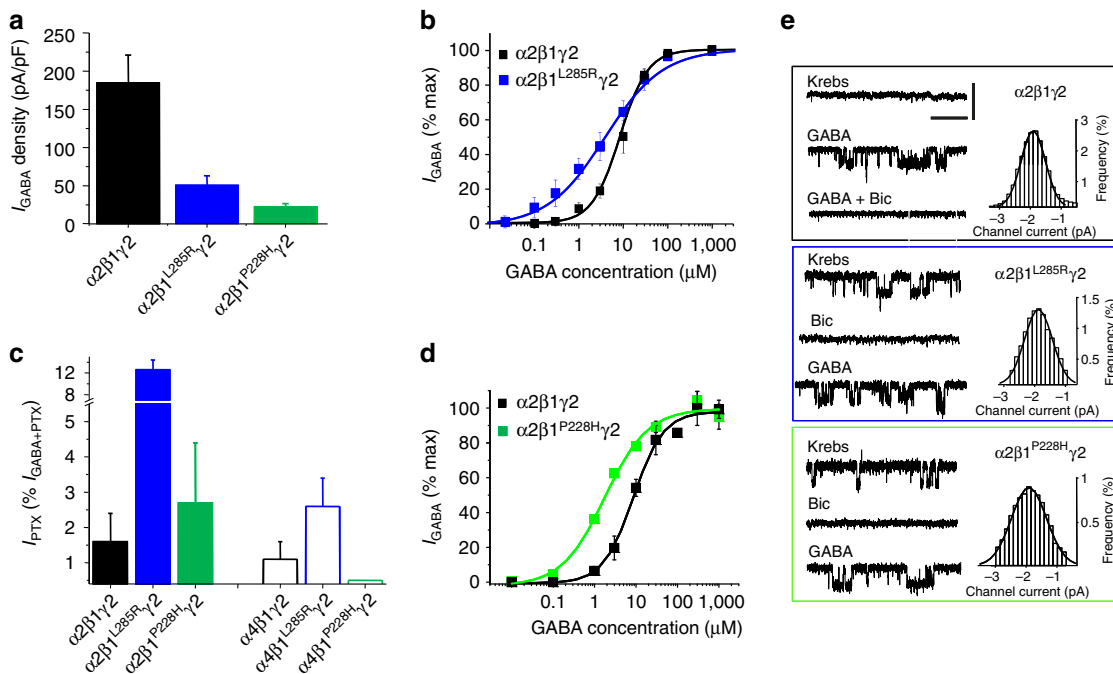 a
I_GABA density (pA/pF)
250
200
150
100
50
0
α2β1γ2
α2β1^L285Rγ2
α2β1^P228Hγ2
b
I_GABA (% max)
100
80
60
40
20
0
α2β1γ2
α2β1^L285Rγ2
0.1
1
10
100
1,000
GABA concentration (μM)
c
I_PTX (% I_GABA+PTX)
12
8
5
4
3
2
1
α2β1γ2
α2β1^L285Rγ2
α2β1^P228Hγ2
α4β1γ2
α4β1^L285Rγ2
α4β1^P228Hγ2
d
I_GABA (% max)
100
80
60
40
20
0
α2β1γ2
α2β1^P228Hγ2
0.1
1
10
100
1,000
GABA concentration (μM)
e
Krebs
α2β1γ2
GABA
GABA + Bic
3
2
1
Frequency (%)
−3 −2 −1
Channel current (pA)
Krebs
α2β1^L285Rγ2
Bic
GABA
1.5
1
0.5
Frequency (%)
−3 −2 −1
Channel current (pA)
Krebs
α2β1^P228Hγ2
Bic
GABA
1
0.5
Frequency (%)
−3 −2 −1
Channel current (pA)